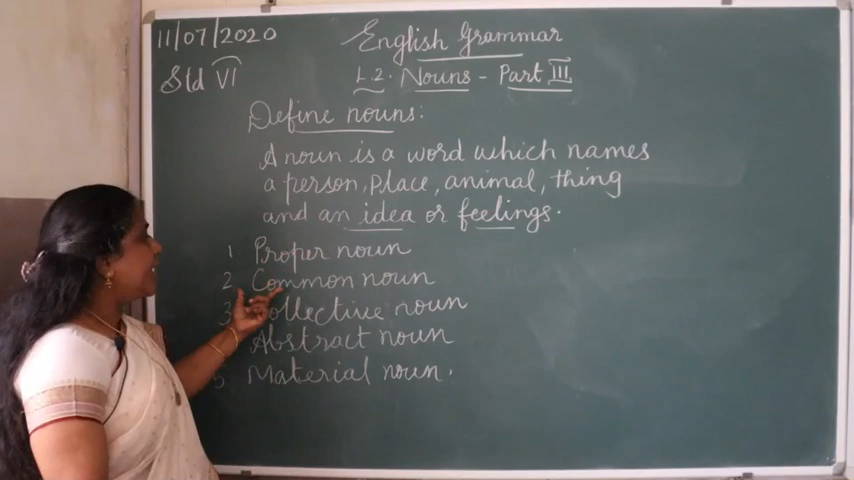 11/07/2020
English Grammar
Std VI
L.2. Nouns - Part III
Define nouns:
A noun is a word which names
a person, Place, animal, thing
and an idea or feelings.
1 Proper noun
2 Common noun
3 Collective noun
Abstract noun
5 Material noun.